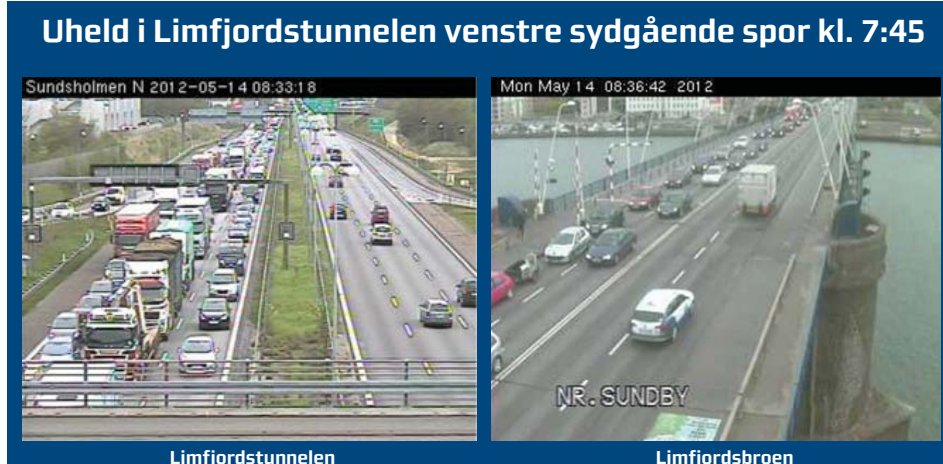 Uheld i Limfjordstunnelen venstre sydgående spor kl. 7:45
Sundsholmen N 2012-05-14 08:33:18
Mon May 14 08:36:42 2012
NR. SUNDBY
Limfjordstunnelen
Limfjordsbroen